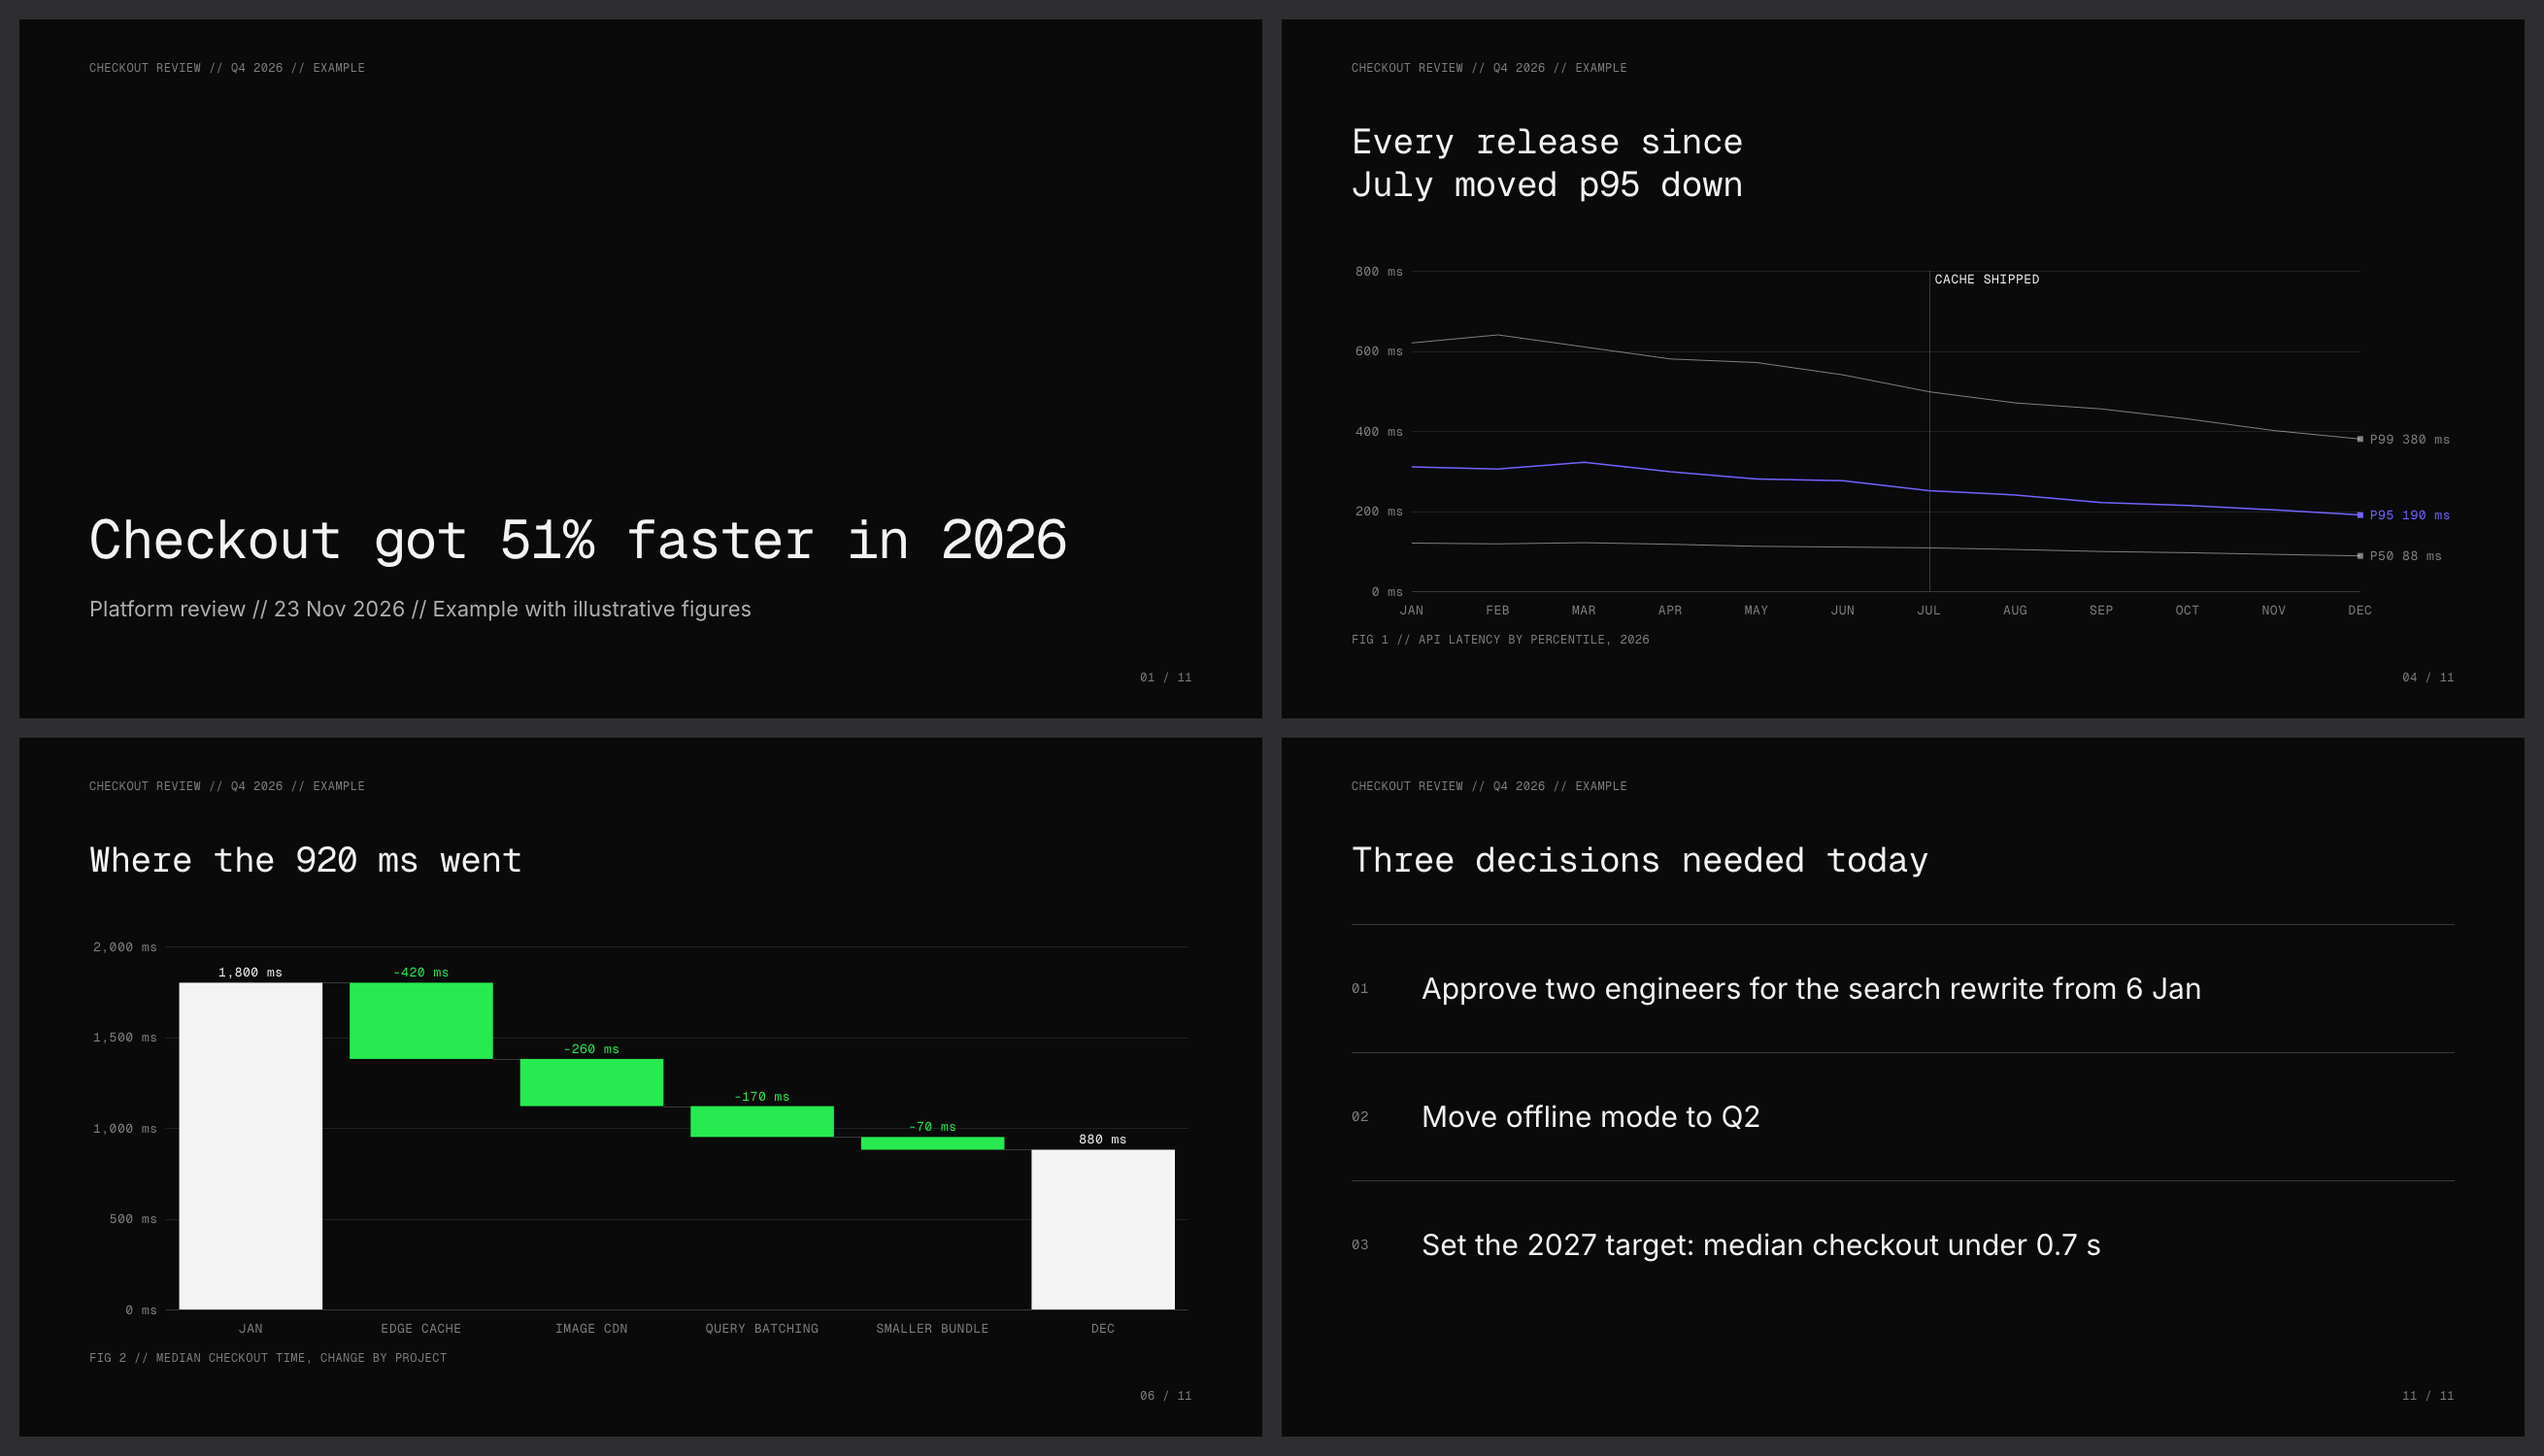 CHECKOUT REVIEW // Q4 2026 // EXAMPLE
Checkout got 51% faster in 2026
Platform review // 23 Nov 2026 // Example with illustrative figures
01 / 11
CHECKOUT REVIEW // Q4 2026 // EXAMPLE
Every release since
July moved p95 down
800 ms
CACHE SHIPPED
600 ms
400 ms
P99 380 ms
200 ms
P95 190 ms
P50 88 ms
0 ms
JAN FEB MAR APR MAY JUN JUL AUG SEP OCT NOV DEC
FIG 1 // API LATENCY BY PERCENTILE, 2026
04 / 11
CHECKOUT REVIEW // Q4 2026 // EXAMPLE
Where the 920 ms went
2,000 ms
1,800 ms
-420 ms
1,500 ms
-260 ms
-170 ms
1,000 ms
-70 ms
880 ms
500 ms
0 ms
JAN EDGE CACHE IMAGE CDN QUERY BATCHING SMALLER BUNDLE DEC
FIG 2 // MEDIAN CHECKOUT TIME, CHANGE BY PROJECT
06 / 11
CHECKOUT REVIEW // Q4 2026 // EXAMPLE
Three decisions needed today
01 Approve two engineers for the search rewrite from 6 Jan
02 Move offline mode to Q2
03 Set the 2027 target: median checkout under 0.7 s
11 / 11